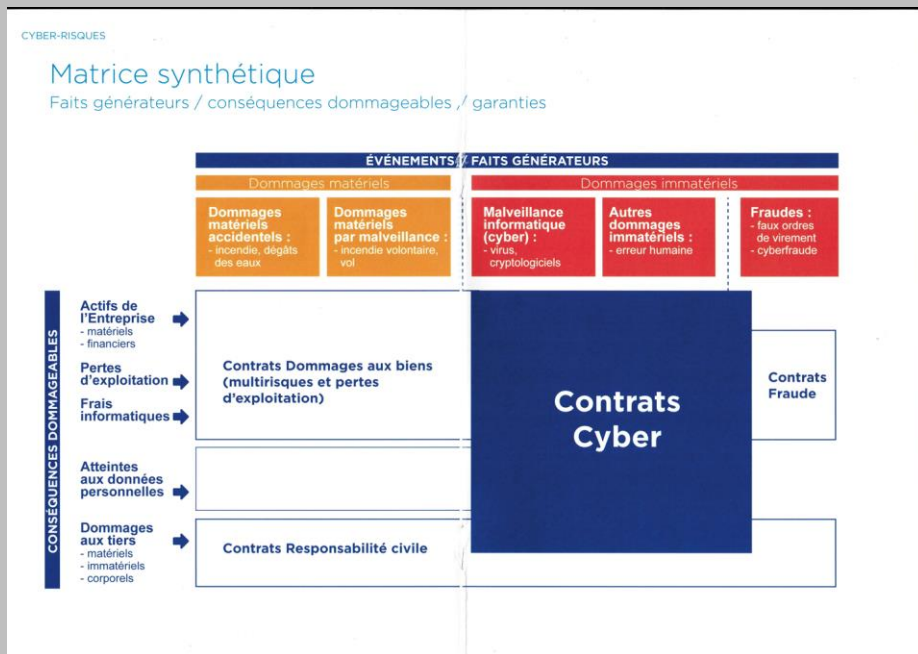 CYBER-RISQUES
Matrice synthétique
Faits générateurs / conséquences dommageables / garanties
ÉVÉNEMENTS / FAITS GÉNÉRATEURS
Dommages matériels
Dommages immatériels
Dommages
matériels
accidentels :
- incendie, dégâts
des eaux
Dommages
matériels
par malveillance :
- incendie volontaire,
vol
Malveillance
informatique
(cyber) :
- virus,
cryptologiciels
Autres
dommages
immatériels :
- erreur humaine
Fraudes :
- faux ordres
de virement
- cyberfraude
CONSÉQUENCES DOMMAGEABLES
Actifs de
l'Entreprise
- matériels
- financiers
Pertes
d'exploitation
Frais
informatiques
Atteintes
aux données
personnelles
Dommages
aux tiers
- matériels
- immatériels
- corporels
Contrats Dommages aux biens
(multirisques et pertes
d'exploitation)
Contrats
Cyber
Contrats
Fraude
Contrats Responsabilité civile